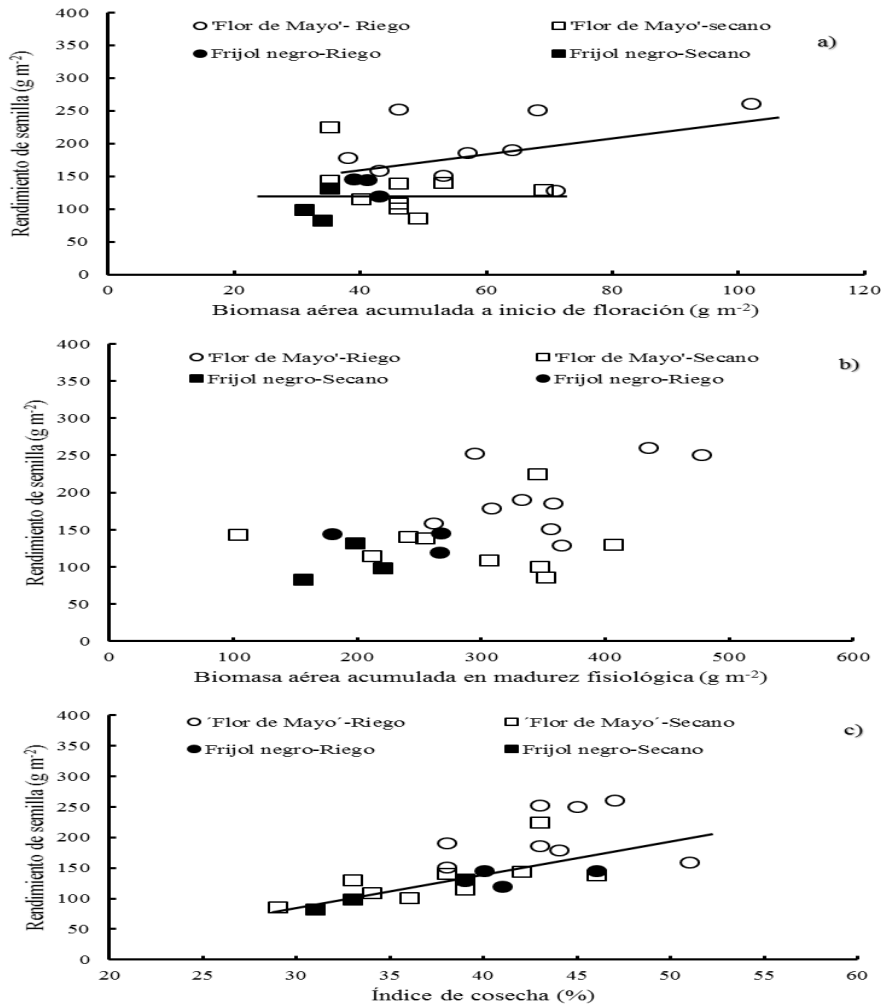 400
350
300
250
200
150
100
50
0
Rendimiento de semilla (g m-2)
'Flor de Mayo'- Riego
'Flor de Mayo'-secano
Frijol negro-Riego
Frijol negro-Secano
a)
0 20 40 60 80 100 120
Biomasa aérea acumulada a inicio de floración (g m-2)
400
350
300
250
200
150
100
50
0
Rendimiento de semilla (g m-2)
'Flor de Mayo'-Riego
'Flor de Mayo'-Secano
Frijol negro-Secano
Frijol negro-Riego
b)
0 100 200 300 400 500 600
Biomasa aérea acumulada en madurez fisiológica (g m-2)
400
350
300
250
200
150
100
50
0
Rendimiento de semilla (g m-2)
´Flor de Mayo´-Riego
´Flor de Mayo´-Secano
Frijol negro-Riego
Frijol negro-Secano
c)
20 25 30 35 40 45 50 55 60
Índice de cosecha (%)